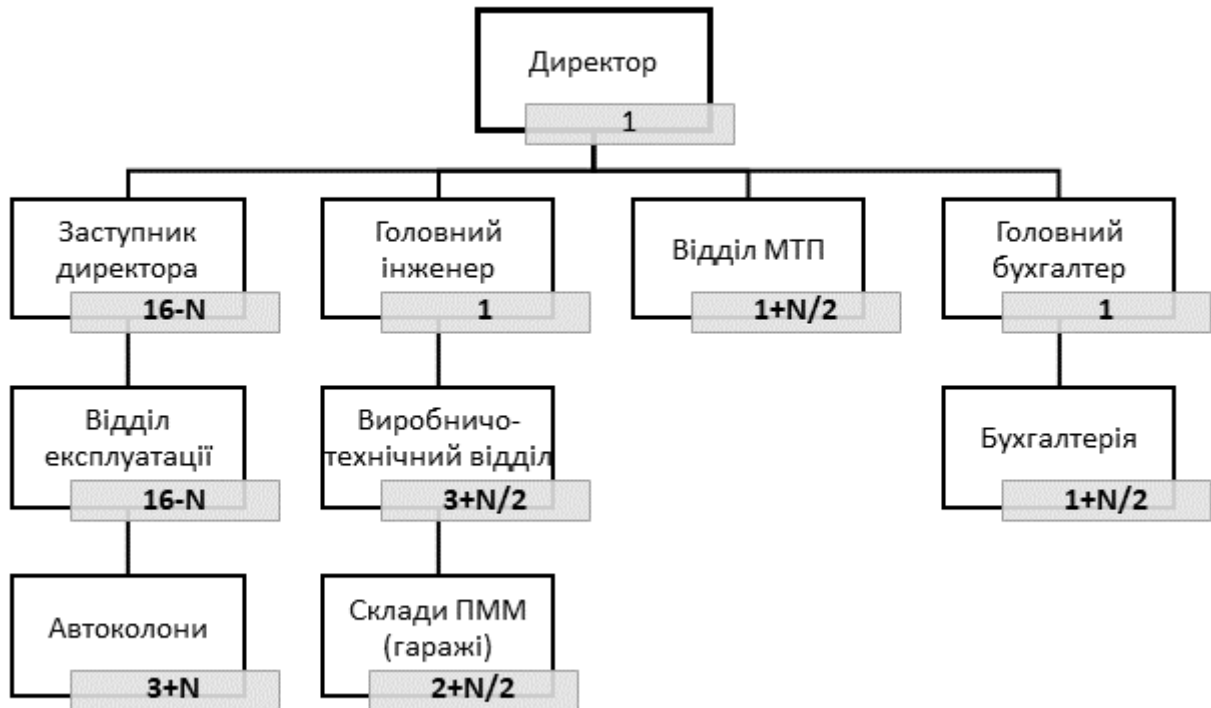 Директор
1
Заступник
директора
16-N
Головний
інженер
1
Відділ МТП
1+N/2
Головний
бухгалтер
1
Відділ
експлуатації
16-N
Виробничо-
технічний відділ
3+N/2
Бухгалтерія
1+N/2
Автоколони
3+N
Склади ПММ
(гаражі)
2+N/2